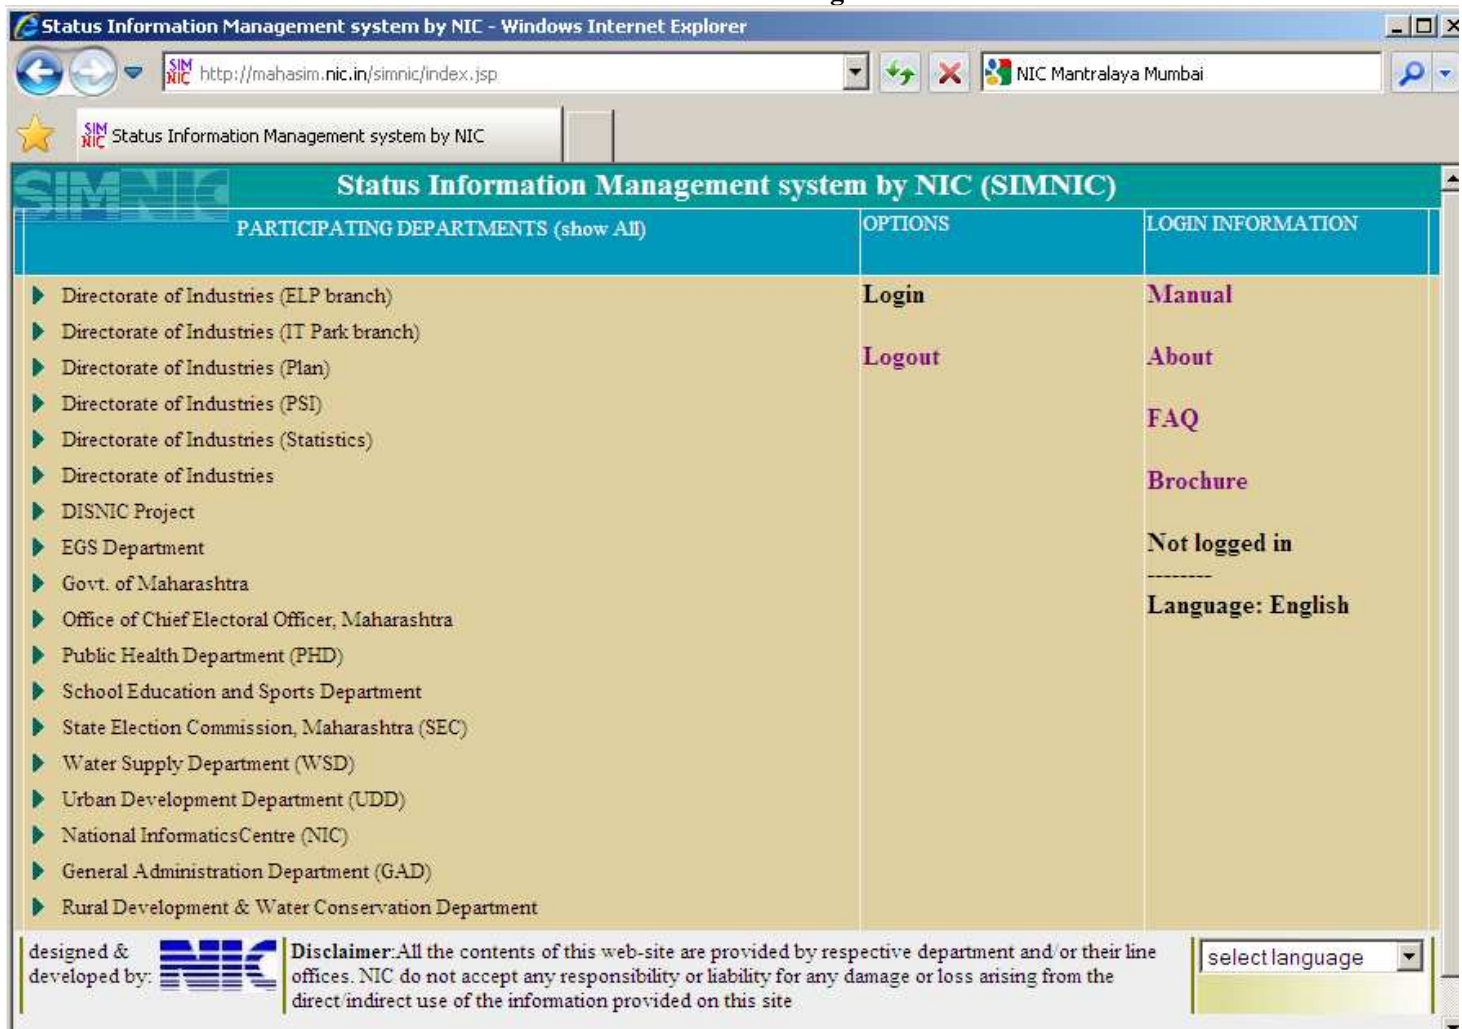 Status Information Management system by NIC - Windows Internet Explorer
SIM NIC http://mahasim.nic.in/simnic/index.jsp NIC Mantralaya Mumbai
SIM NIC Status Information Management system by NIC
SIMNIC Status Information Management system by NIC (SIMNIC)
PARTICIPATING DEPARTMENTS (show All) OPTIONS LOGIN INFORMATION
Directorate of Industries (ELP branch)
Directorate of Industries (IT Park branch)
Directorate of Industries (Plan)
Directorate of Industries (PSI)
Directorate of Industries (Statistics)
Directorate of Industries
DISNIC Project
EGS Department
Govt. of Maharashtra
Office of Chief Electoral Officer, Maharashtra
Public Health Department (PHD)
School Education and Sports Department
State Election Commission, Maharashtra (SEC)
Water Supply Department (WSD)
Urban Development Department (UDD)
National InformaticsCentre (NIC)
General Administration Department (GAD)
Rural Development & Water Conservation Department
Login
Logout
Manual
About
FAQ
Brochure
Not logged in
--------
Language: English
designed &
developed by: NIC
Disclaimer:All the contents of this web-site are provided by respective department and/or their line
offices. NIC do not accept any responsibility or liability for any damage or loss arising from the
direct/indirect use of the information provided on this site
select language